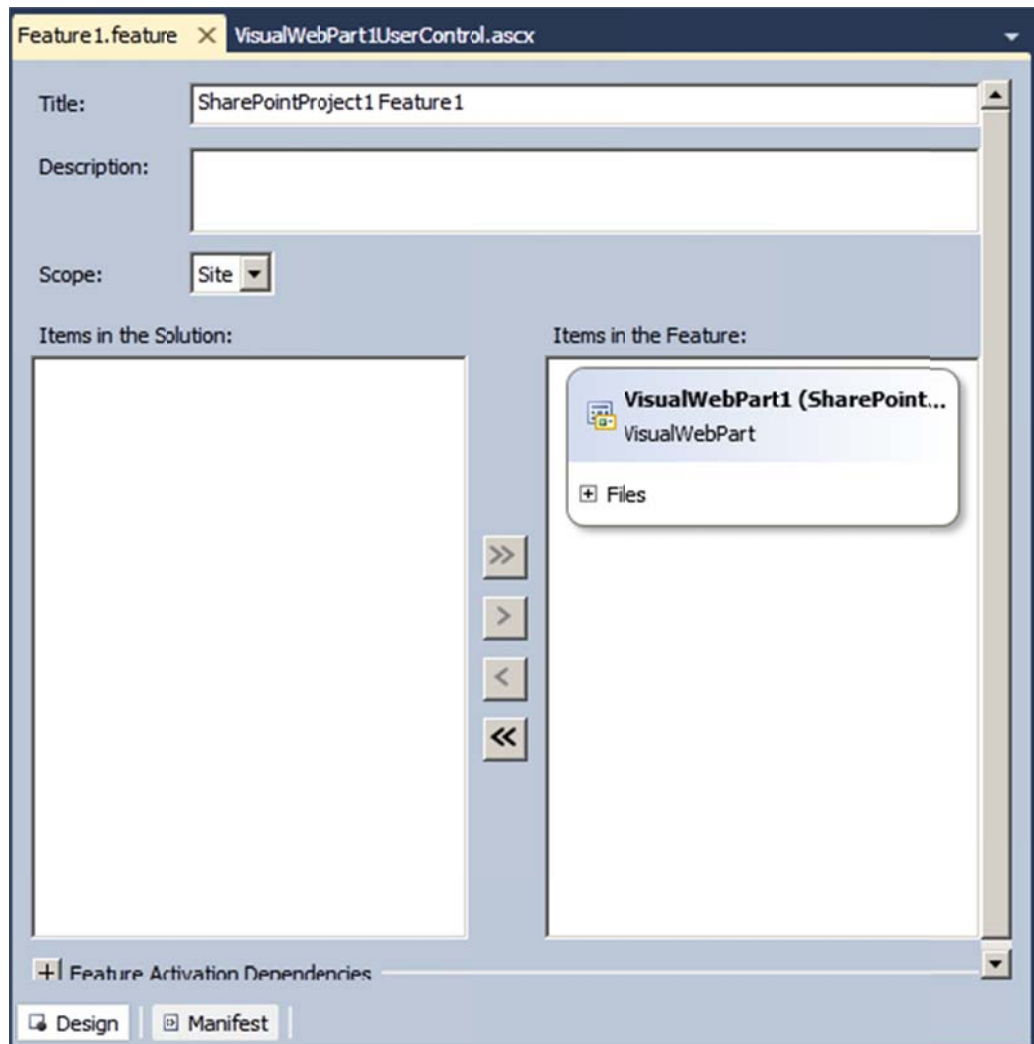 Feature1.feature VisualWebPart1UserControl.ascx
Title: SharePointProject1 Feature1
Description:
Scope: Site
Items in the Solution: Items in the Feature:
VisualWebPart1 (SharePoint...
VisualWebPart
Files
>>
>
<
<<
Feature Activation Dependencies
Design Manifest